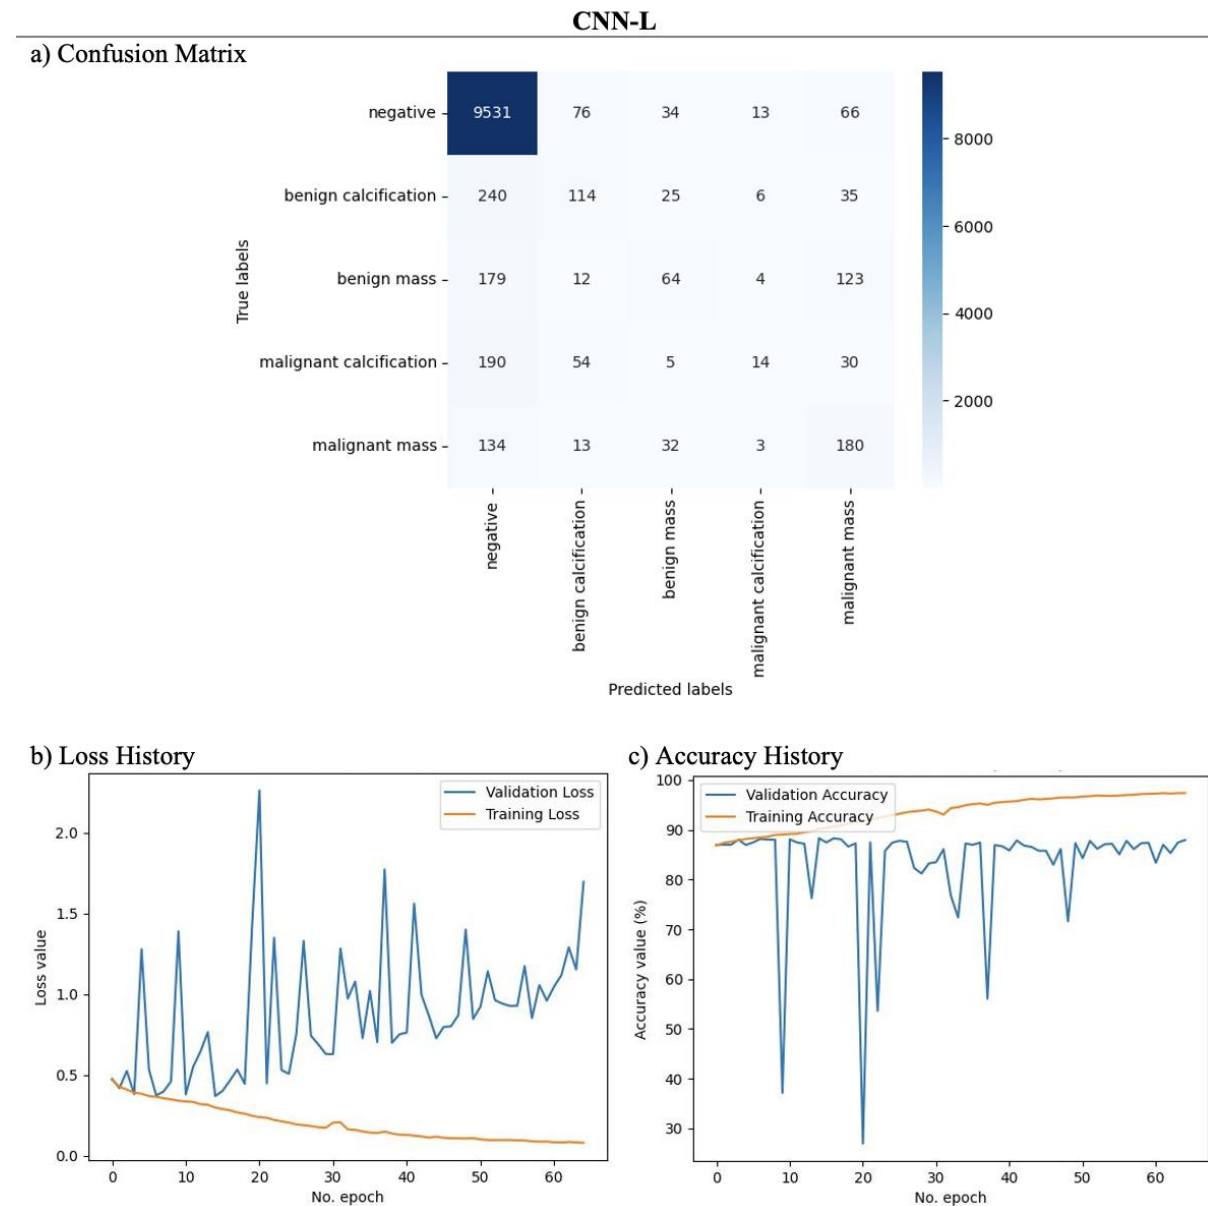 CNN-L
a) Confusion Matrix
negative
9531 76 34 13 66
benign calcification
240 114 25 6 35
benign mass
179 12 64 4 123
malignant calcification
190 54 5 14 30
malignant mass
134 13 32 3 180
True labels
8000
6000
4000
2000
negative
benign calcification
benign mass
malignant calcification
malignant mass
Predicted labels
b) Loss History
Validation Loss
Training Loss
2.0
1.5
1.0
0.5
0.0
Loss value
0 10 20 30 40 50 60
No. epoch
c) Accuracy History
Validation Accuracy
Training Accuracy
100
90
80
70
60
50
40
30
Accuracy value (%)
0 10 20 30 40 50 60
No. epoch